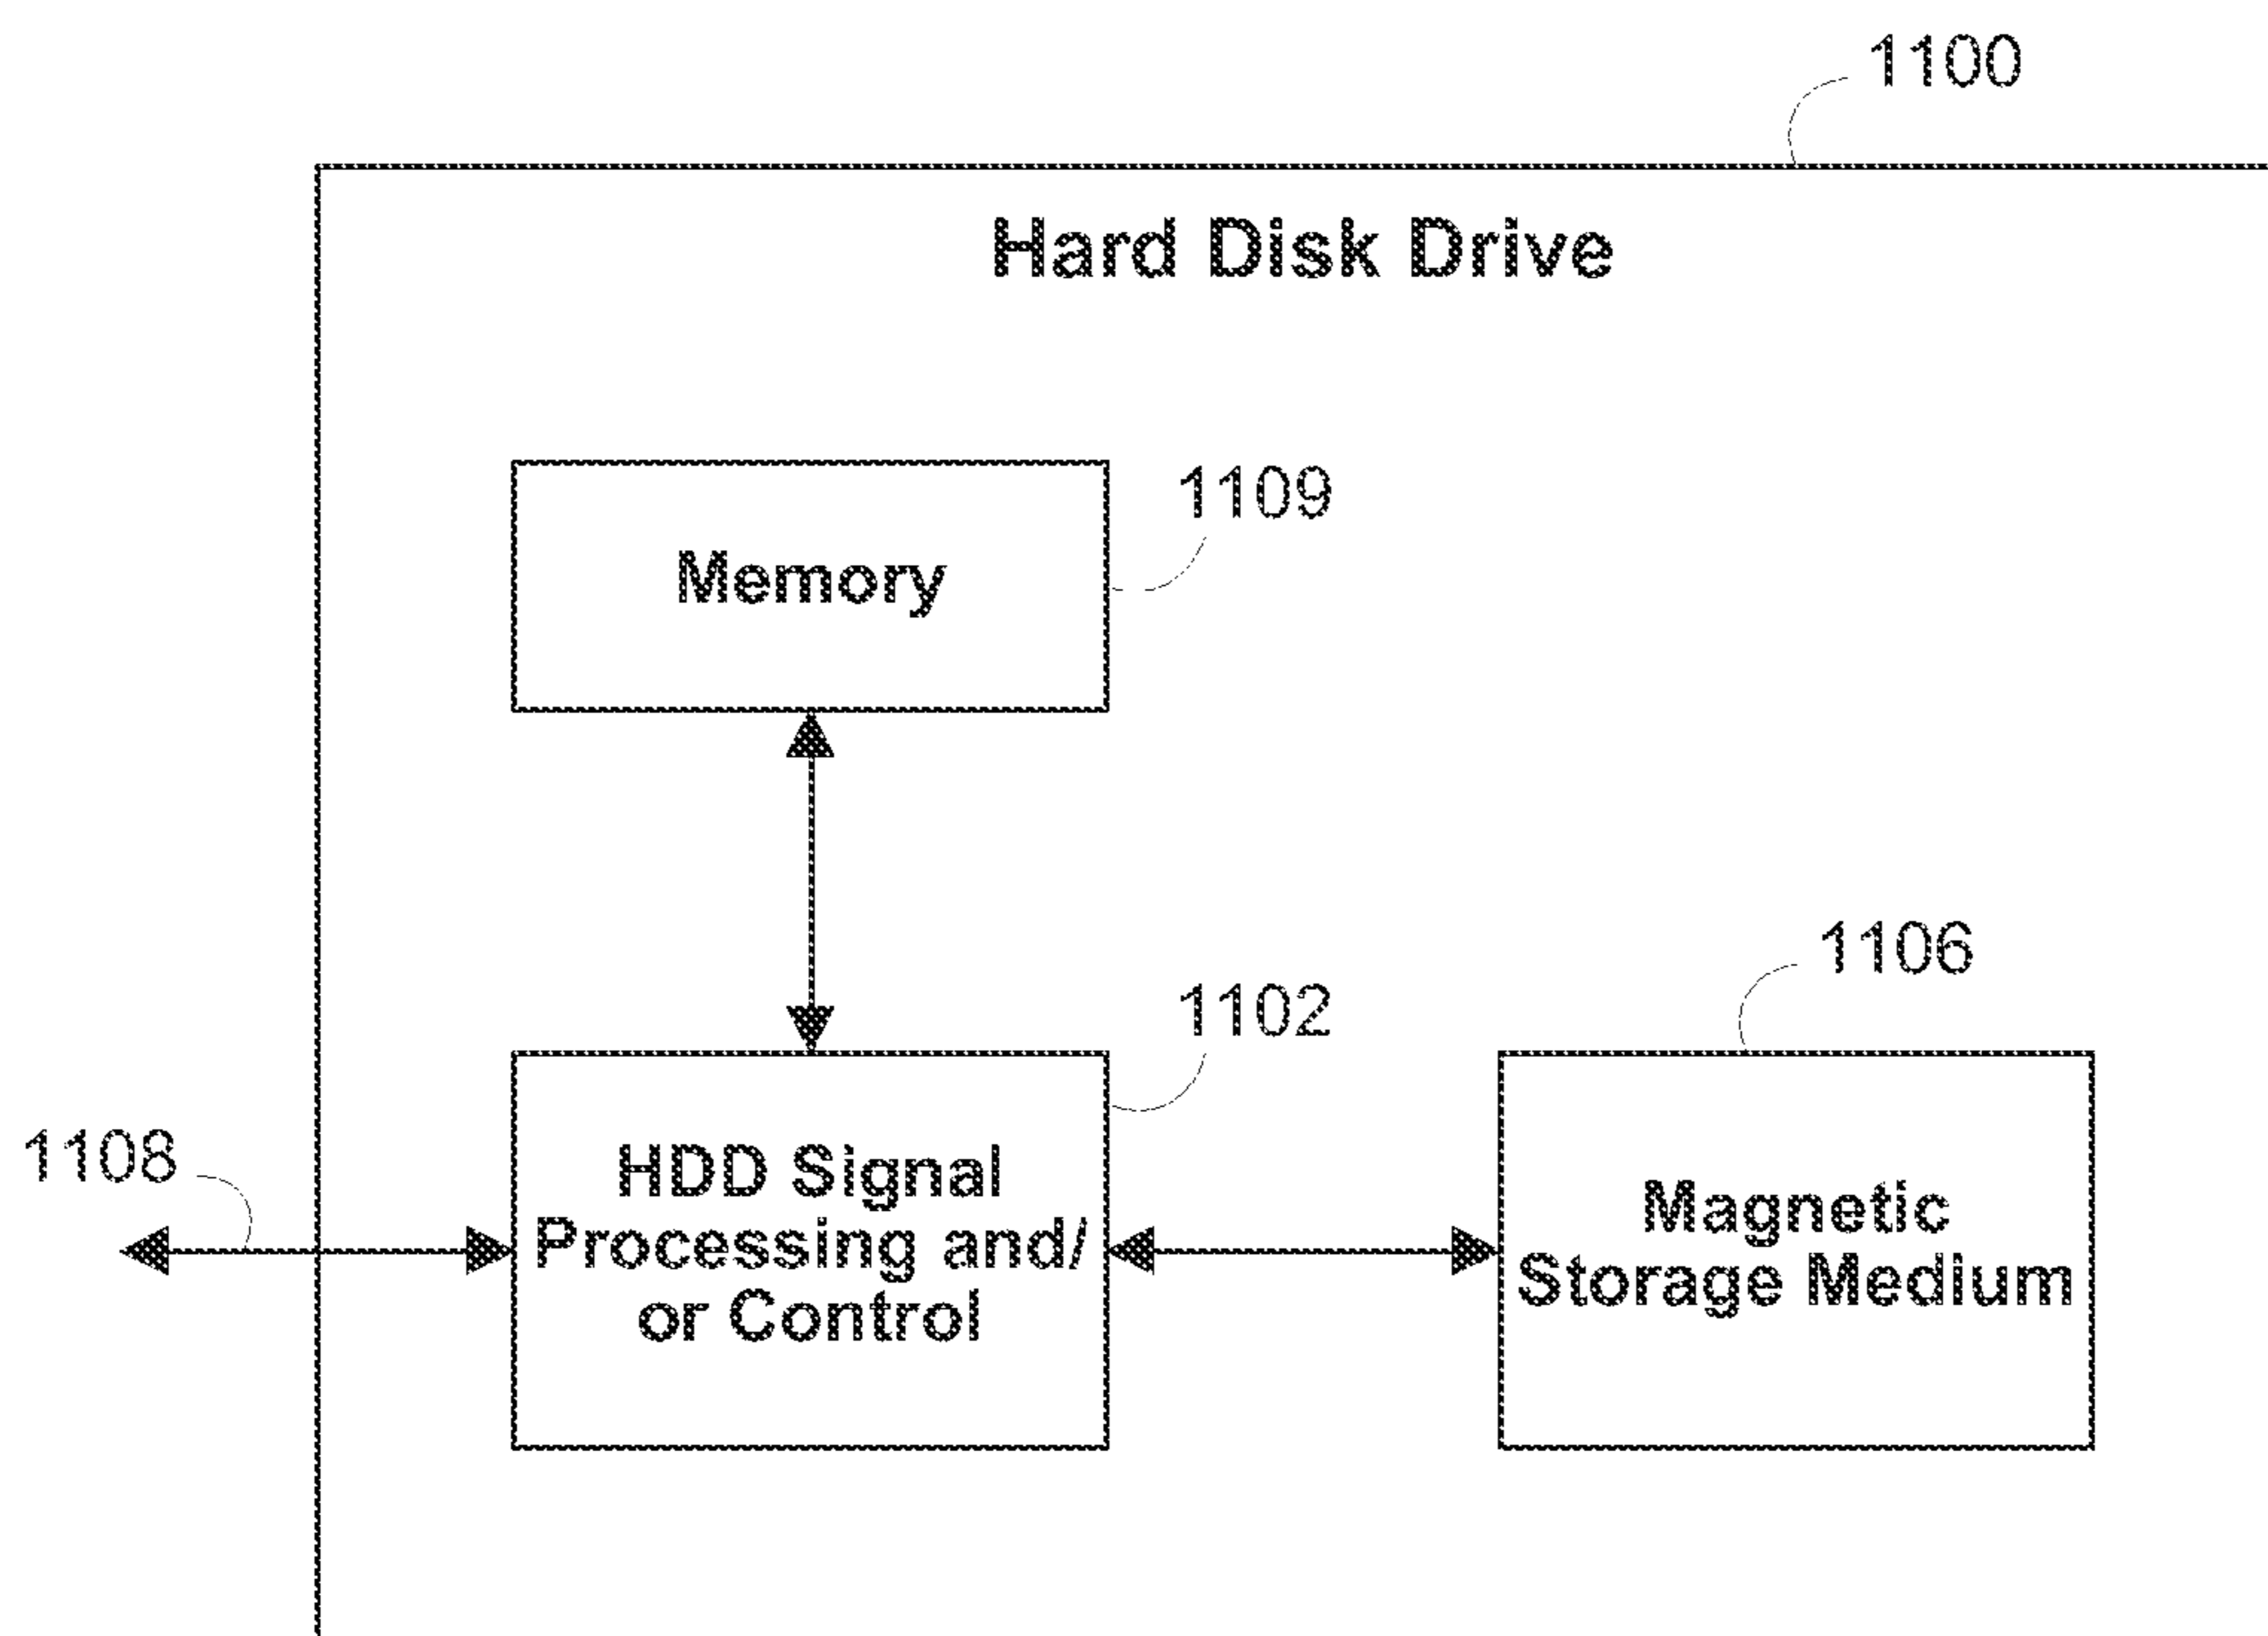 1100
Hard Disk Drive
1109
Memory
1106
1102
1108
HDD Signal
Processing and/
or Control
Magnetic
Storage Medium